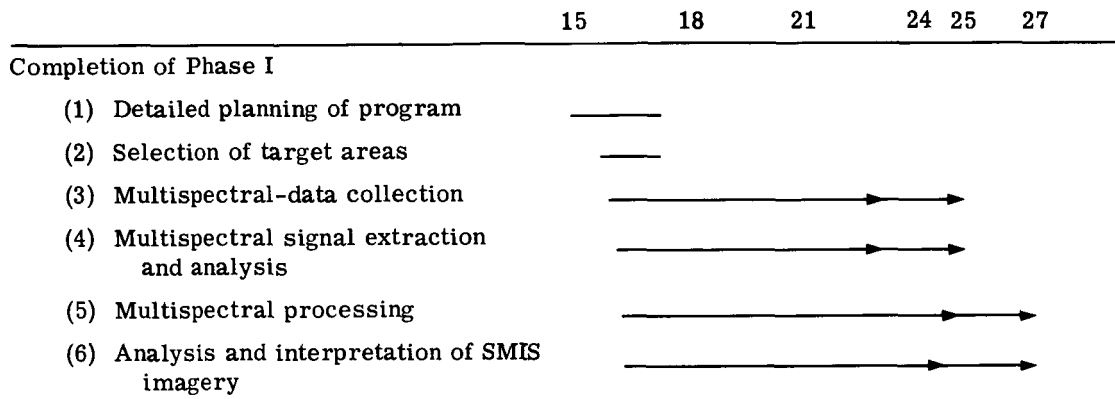 15 18 21 24 25 27
Completion of Phase I
(1) Detailed planning of program
(2) Selection of target areas
(3) Multispectral-data collection
(4) Multispectral signal extraction
and analysis
(5) Multispectral processing
(6) Analysis and interpretation of SMIS
imagery